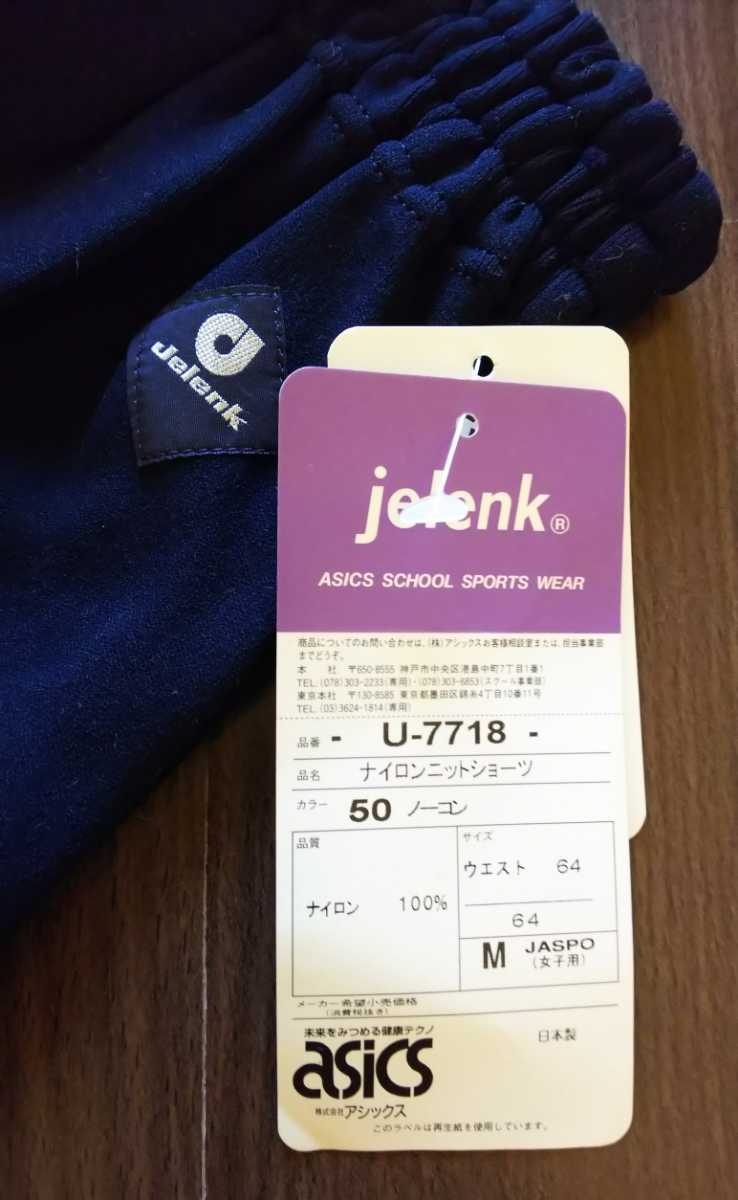 Jelenk
jelenk®
ASICS SCHOOL SPORTS WEAR
商品についてのお問い合わせは、(株)アシックスお客様相談室または、担当事業部
までどうぞ。
本 社 〒650-8555 神戸市中央区港島中町7丁目1番1
TEL.(078)303-2233(専用)・(078)303-6853(スクール事業部)
東京本社 〒130-8585 東京都墨田区錦糸4丁目10番11号
TEL.(03)3624-1814(専用)
品番 - U-7718 -
品名 ナイロンニットショーツ
カラー 50 ノーコン
品質
ナイロン 100%
サイズ
ウエスト 64
64
M JASPO
(女子用)
メーカー希望小売価格
(消費税抜き)
未来をみつめる健康テクノ
asics
株式会社アシックス
日本製
このラベルは再生紙を使用しています。